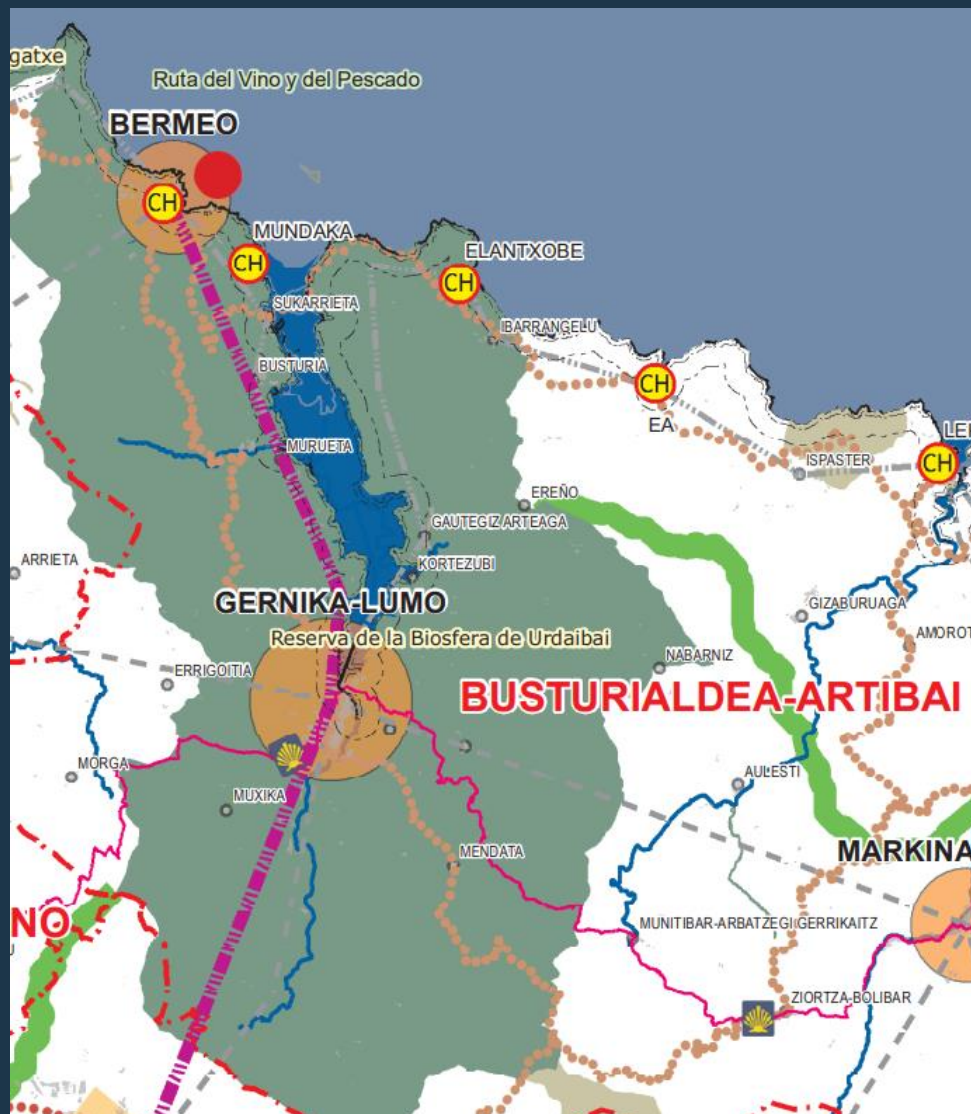 gatxe
Ruta del Vino y del Pescado
BERMEO
CH
MUNDAKA
CH
ELANTXOBE
CH
SUKARRIETA
IBARRANGELU
BUSTURIA
CH
EA
MURUETA
LE
ISPASTER
CH
EREÑO
GAUTEGIZ ARTEAGA
ARRIETA
KORTEZUBI
GERNIKA-LUMO
GIZABURUAGA
Reserva de la Biosfera de Urdaibai
AMOROT
ERRIGOITIA
NABARNIZ
BUSTURIALDEA-ARTIBAI
MORGA
AULESTI
MUXIKA
MENDATA
MARKINA
NO
MUNITIBAR-ARBATZEGI GERRIKAITZ
ZIORTZA-BOLIBAR